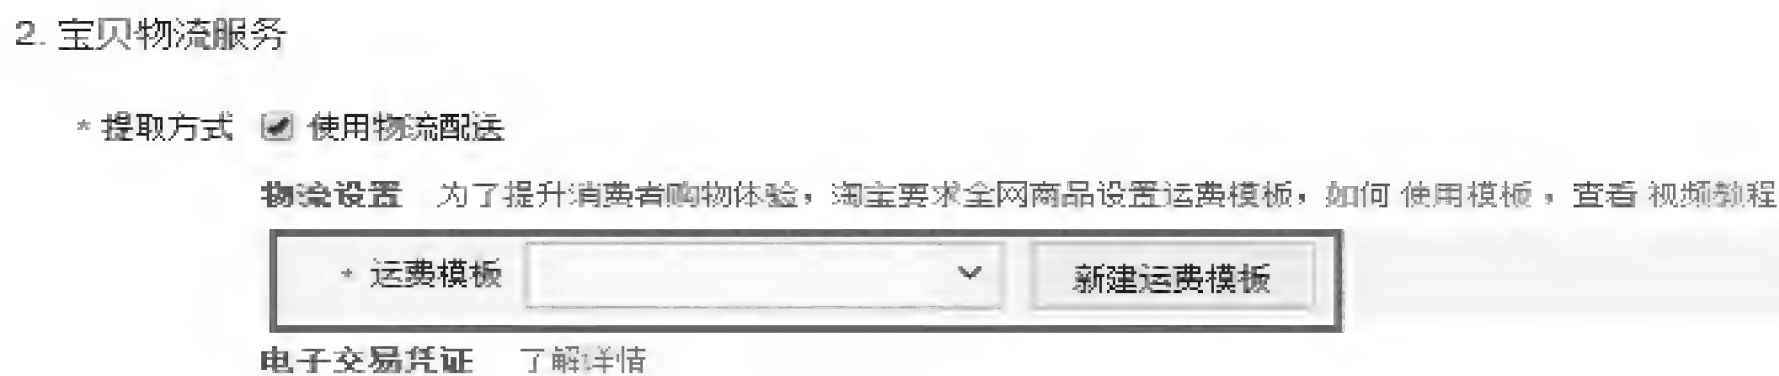 2. 宝贝物流服务
* 提取方式 使用物流配送
物流设置 为了提升消费者购物体验，淘宝要求全网商品设置运费模板，如何 使用模板，查看 视频教程
* 运费模板 新建运费模板
电子交易凭证 了解详情